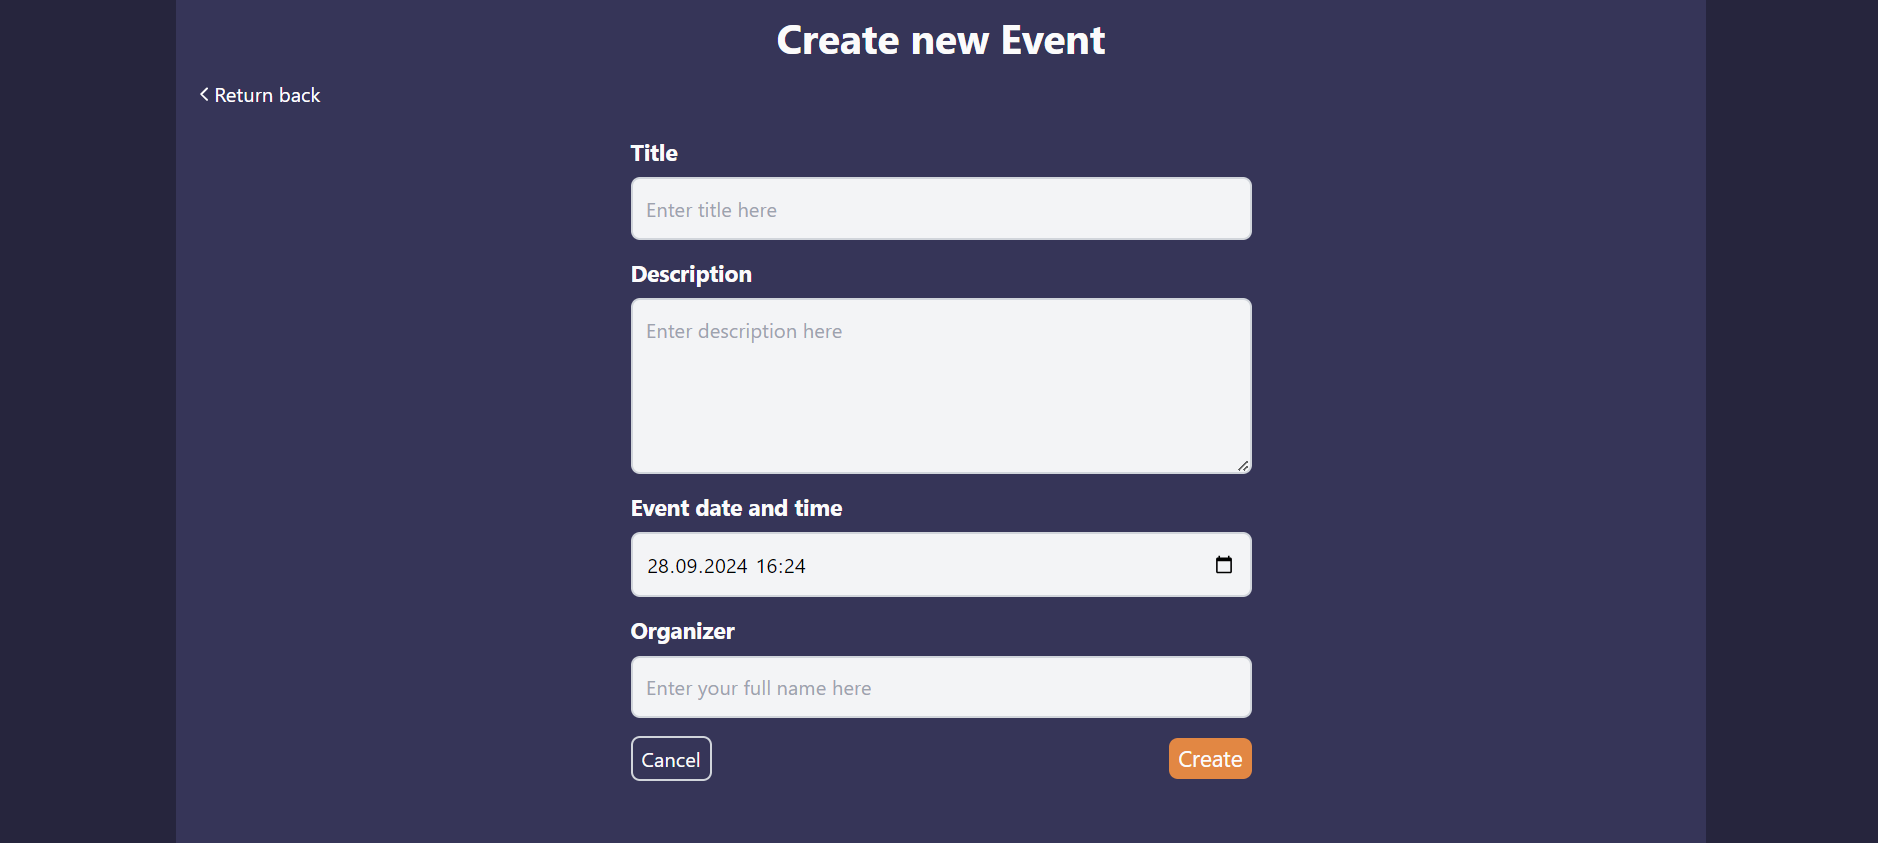 Create new Event
Return back
Title
Enter title here
Description
Enter description here
Event date and time
28.09.2024 16:24
Organizer
Enter your full name here
Cancel
Create